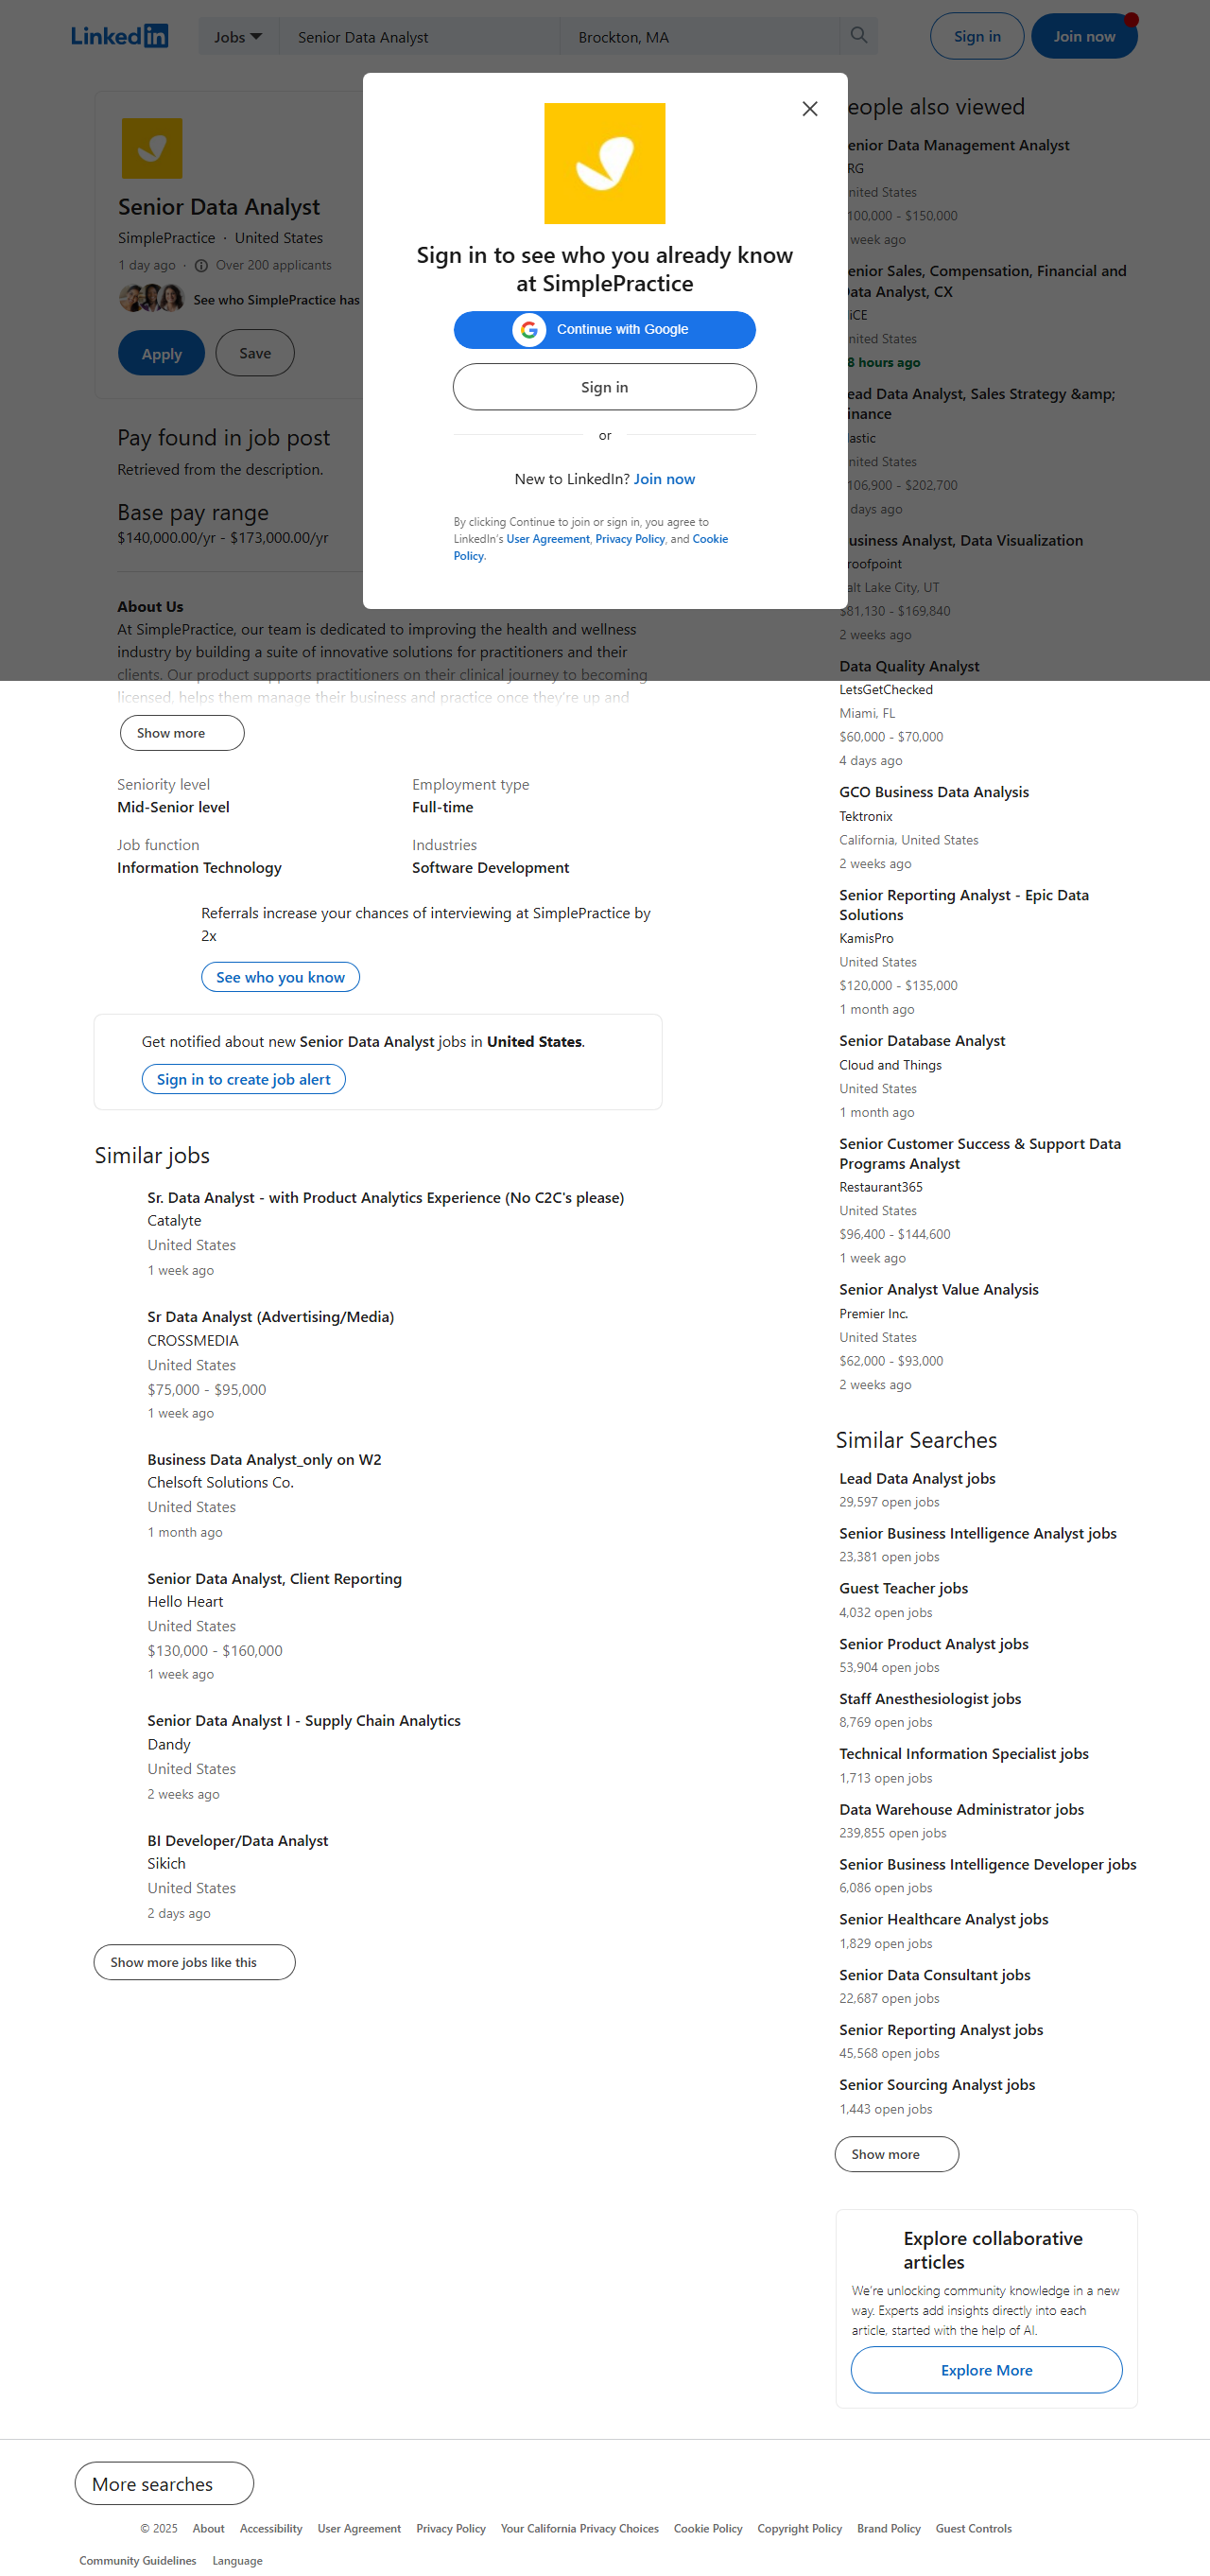 LinkedIn
Jobs
Senior Data Analyst
Brockton, MA
Sign in
Join now
Sign in to see who you already know
at SimplePractice
Continue with Google
Sign in
or
New to LinkedIn? Join now
By clicking Continue to join or sign in, you agree to
LinkedIn's User Agreement, Privacy Policy, and Cookie
Policy.
Senior Data Analyst
SimplePractice · United States
1 day ago · Over 200 applicants
See who SimplePractice has
Apply
Save
Pay found in job post
Retrieved from the description.
Base pay range
$140,000.00/yr - $173,000.00/yr
About Us
At SimplePractice, our team is dedicated to improving the health and wellness
industry by building a suite of innovative solutions for practitioners and their
clients. Our product supports practitioners on their clinical journey to becoming
licensed, helps them manage their business and practice once they're up and
Show more
Seniority level
Mid-Senior level
Employment type
Full-time
Job function
Information Technology
Industries
Software Development
Referrals increase your chances of interviewing at SimplePractice by
2x
See who you know
Get notified about new Senior Data Analyst jobs in United States.
Sign in to create job alert
Similar jobs
Sr. Data Analyst - with Product Analytics Experience (No C2C's please)
Catalyte
United States
1 week ago
Sr Data Analyst (Advertising/Media)
CROSSMEDIA
United States
$75,000 - $95,000
1 week ago
Business Data Analyst_only on W2
Chelsoft Solutions Co.
United States
1 month ago
Senior Data Analyst, Client Reporting
Hello Heart
United States
$130,000 - $160,000
1 week ago
Senior Data Analyst I - Supply Chain Analytics
Dandy
United States
2 weeks ago
BI Developer/Data Analyst
Sikich
United States
2 days ago
Show more jobs like this
eople also viewed
enior Data Management Analyst
RG
nited States
100,000 - $150,000
week ago
enior Sales, Compensation, Financial and
ata Analyst, CX
iCE
nited States
8 hours ago
ead Data Analyst, Sales Strategy &amp;
inance
lastic
nited States
106,900 - $202,700
days ago
usiness Analyst, Data Visualization
roofpoint
alt Lake City, UT
$81,130 - $169,840
2 weeks ago
Data Quality Analyst
LetsGetChecked
Miami, FL
$60,000 - $70,000
4 days ago
GCO Business Data Analysis
Tektronix
California, United States
2 weeks ago
Senior Reporting Analyst - Epic Data
Solutions
KamisPro
United States
$120,000 - $135,000
1 month ago
Senior Database Analyst
Cloud and Things
United States
1 month ago
Senior Customer Success & Support Data
Programs Analyst
Restaurant365
United States
$96,400 - $144,600
1 week ago
Senior Analyst Value Analysis
Premier Inc.
United States
$62,000 - $93,000
2 weeks ago
Similar Searches
Lead Data Analyst jobs
29,597 open jobs
Senior Business Intelligence Analyst jobs
23,381 open jobs
Guest Teacher jobs
4,032 open jobs
Senior Product Analyst jobs
53,904 open jobs
Staff Anesthesiologist jobs
8,769 open jobs
Technical Information Specialist jobs
1,713 open jobs
Data Warehouse Administrator jobs
239,855 open jobs
Senior Business Intelligence Developer jobs
6,086 open jobs
Senior Healthcare Analyst jobs
1,829 open jobs
Senior Data Consultant jobs
22,687 open jobs
Senior Reporting Analyst jobs
45,568 open jobs
Senior Sourcing Analyst jobs
1,443 open jobs
Show more
Explore collaborative
articles
We're unlocking community knowledge in a new
way. Experts add insights directly into each
article, started with the help of AI.
Explore More
More searches
© 2025 About Accessibility User Agreement Privacy Policy Your California Privacy Choices Cookie Policy Copyright Policy Brand Policy Guest Controls
Community Guidelines Language